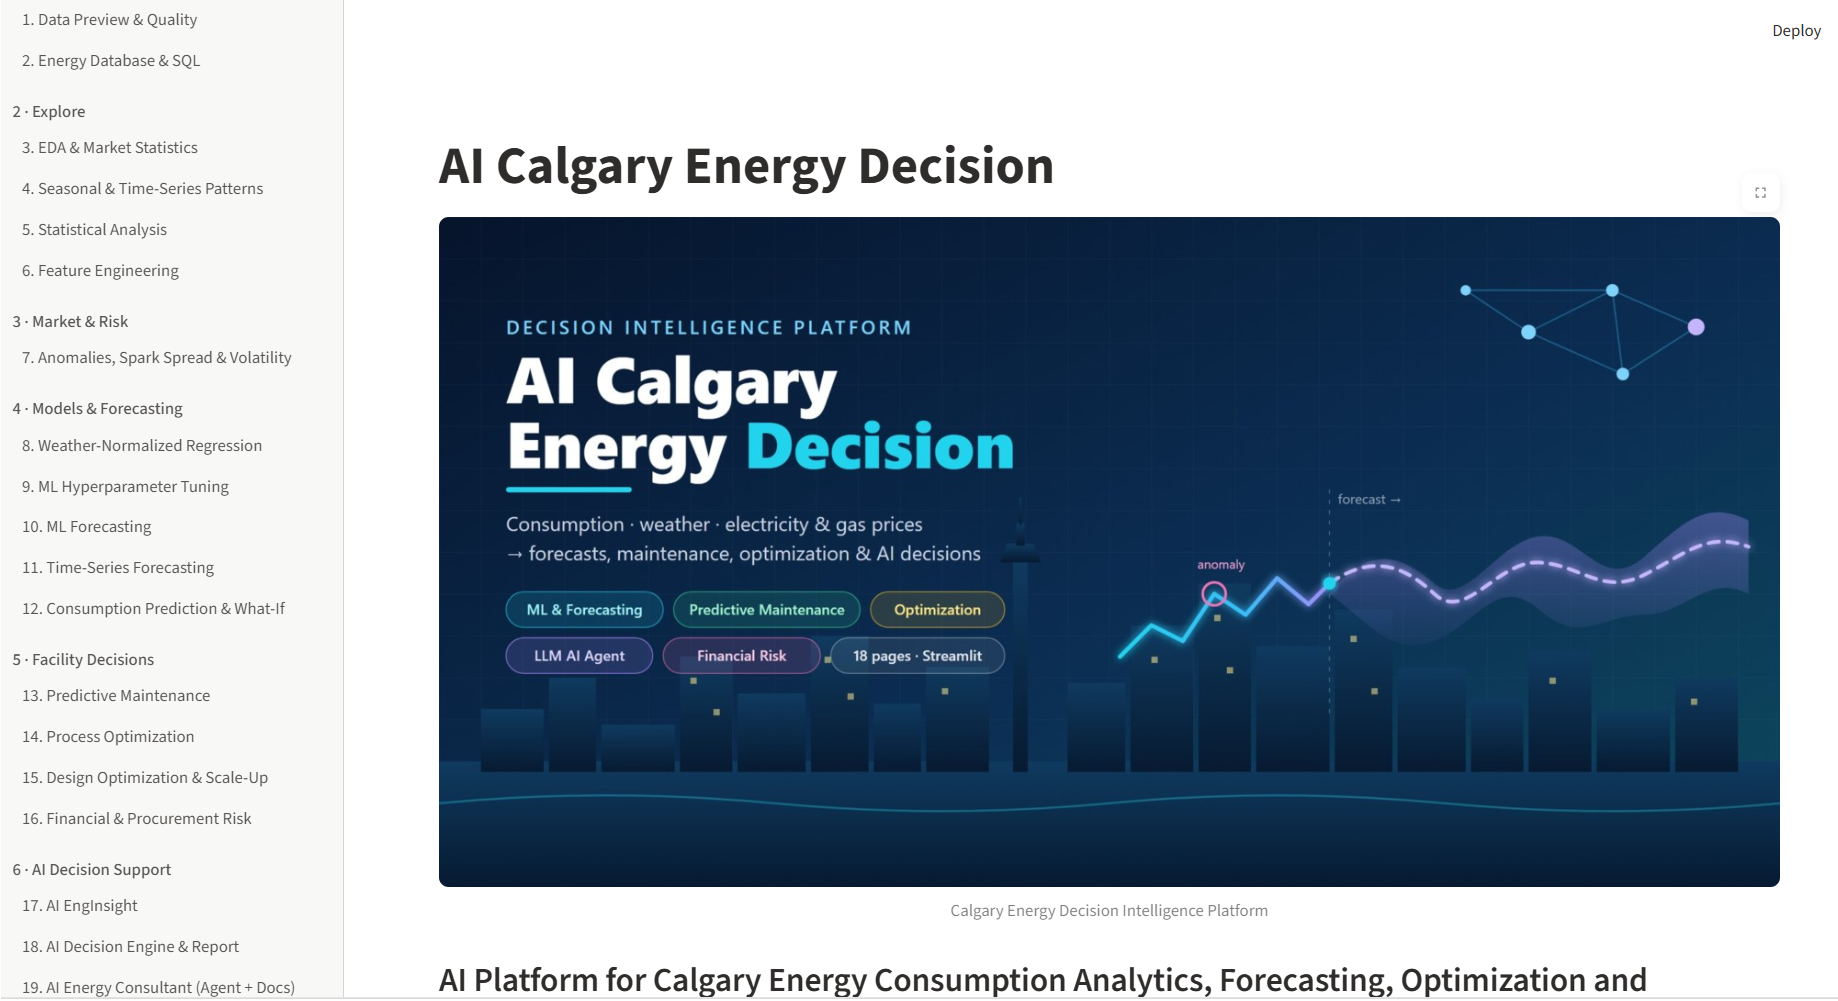 1. Data Preview & Quality
2. Energy Database & SQL
2 · Explore
3. EDA & Market Statistics
4. Seasonal & Time-Series Patterns
5. Statistical Analysis
6. Feature Engineering
3 · Market & Risk
7. Anomalies, Spark Spread & Volatility
4 · Models & Forecasting
8. Weather-Normalized Regression
9. ML Hyperparameter Tuning
10. ML Forecasting
11. Time-Series Forecasting
12. Consumption Prediction & What-If
5 · Facility Decisions
13. Predictive Maintenance
14. Process Optimization
15. Design Optimization & Scale-Up
16. Financial & Procurement Risk
6 · AI Decision Support
17. AI EngInsight
18. AI Decision Engine & Report
19. AI Energy Consultant (Agent + Docs)
Deploy
AI Calgary Energy Decision
DECISION INTELLIGENCE PLATFORM
AI Calgary
Energy Decision
Consumption · weather · electricity & gas prices
→ forecasts, maintenance, optimization & AI decisions
ML & Forecasting
Predictive Maintenance
Optimization
LLM AI Agent
Financial Risk
18 pages · Streamlit
anomaly
forecast →
Calgary Energy Decision Intelligence Platform
AI Platform for Calgary Energy Consumption Analytics, Forecasting, Optimization and